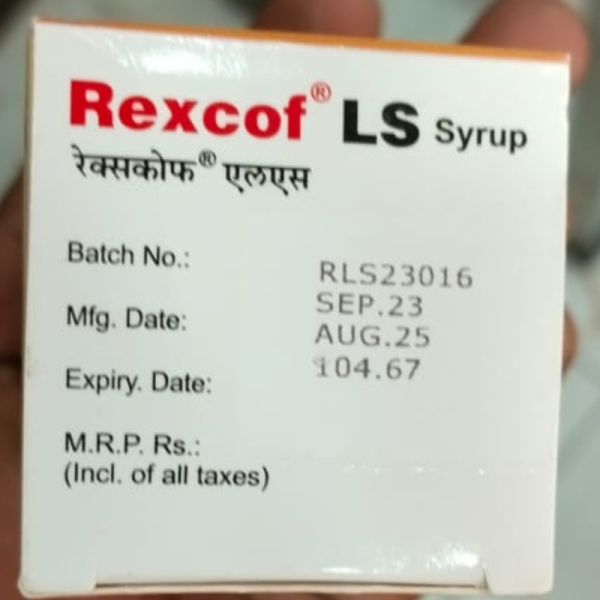 Rexcof® LS Syrup
रेक्सकोफ® एलएस
Batch No.:
RLS23016
Mfg. Date:
SEP.23
Expiry. Date:
AUG.25
M.R.P. Rs.:
104.67
(Incl. of all taxes)